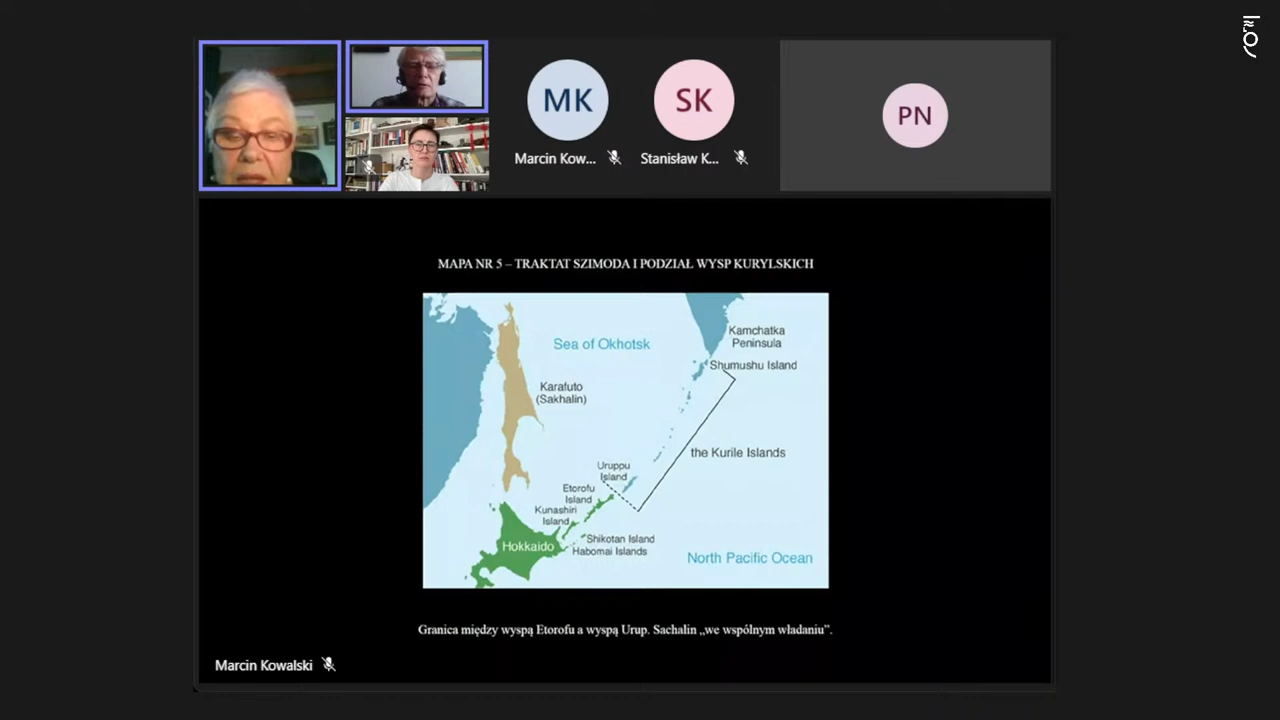 MK
SK
PN
Marcin Kow...
Stanisław K...
MAPA NR 5 – TRAKTAT SZIMODA I PODZIAŁ WYSP KURYLSKICH
Kamchatka
Peninsula
Sea of Okhotsk
Shumushu Island
Karafuto
(Sakhalin)
the Kurile Islands
Uruppu
Island
Etorofu
Island
Kunashiri
Island
Shikotan Island
Hokkaido
Habomai Islands
North Pacific Ocean
Granica między wyspą Etorofu a wyspą Urup. Sachalin „we wspólnym władaniu”.
Marcin Kowalski